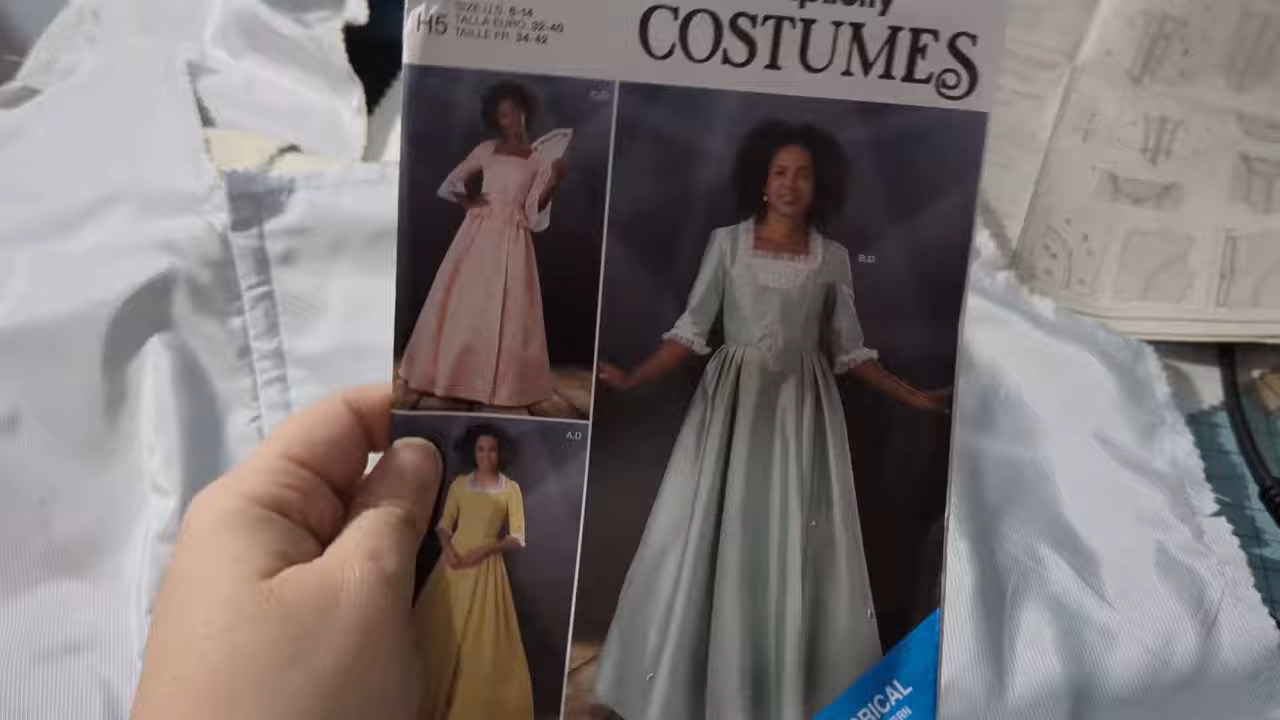 H5
SIZE U.S. 6-14
TALLA EURO. 32-40
TAILLE FR. 34-42
COSTUMES
B,D
A,D